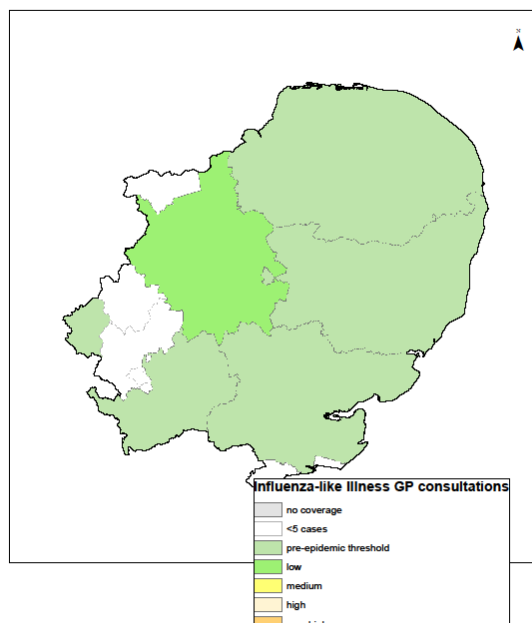 N
Influenza-like Illness GP consultations
no coverage
<5 cases
pre-epidemic threshold
low
medium
high